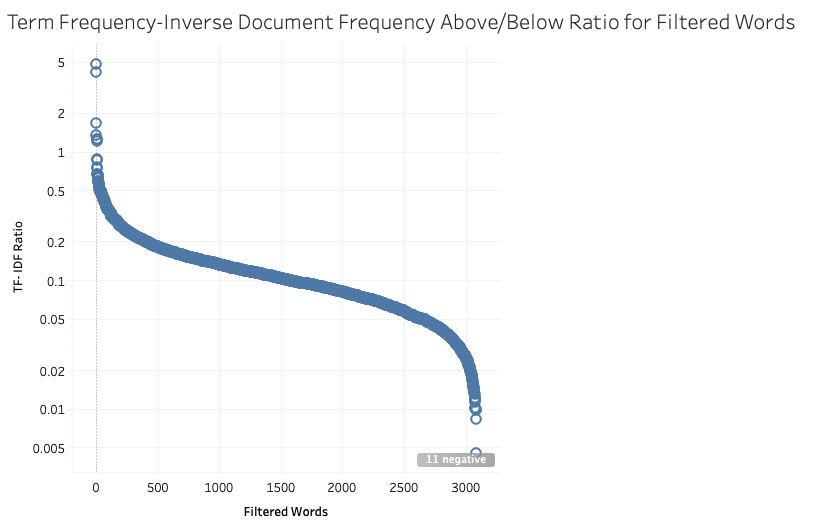 Term Frequency-Inverse Document Frequency Above/Below Ratio for Filtered Words
5
2
1
0.5
0.2
0.1
0.05
0.02
0.01
0.005
TF- IDF Ratio
11 negative
0 500 1000 1500 2000 2500 3000
Filtered Words